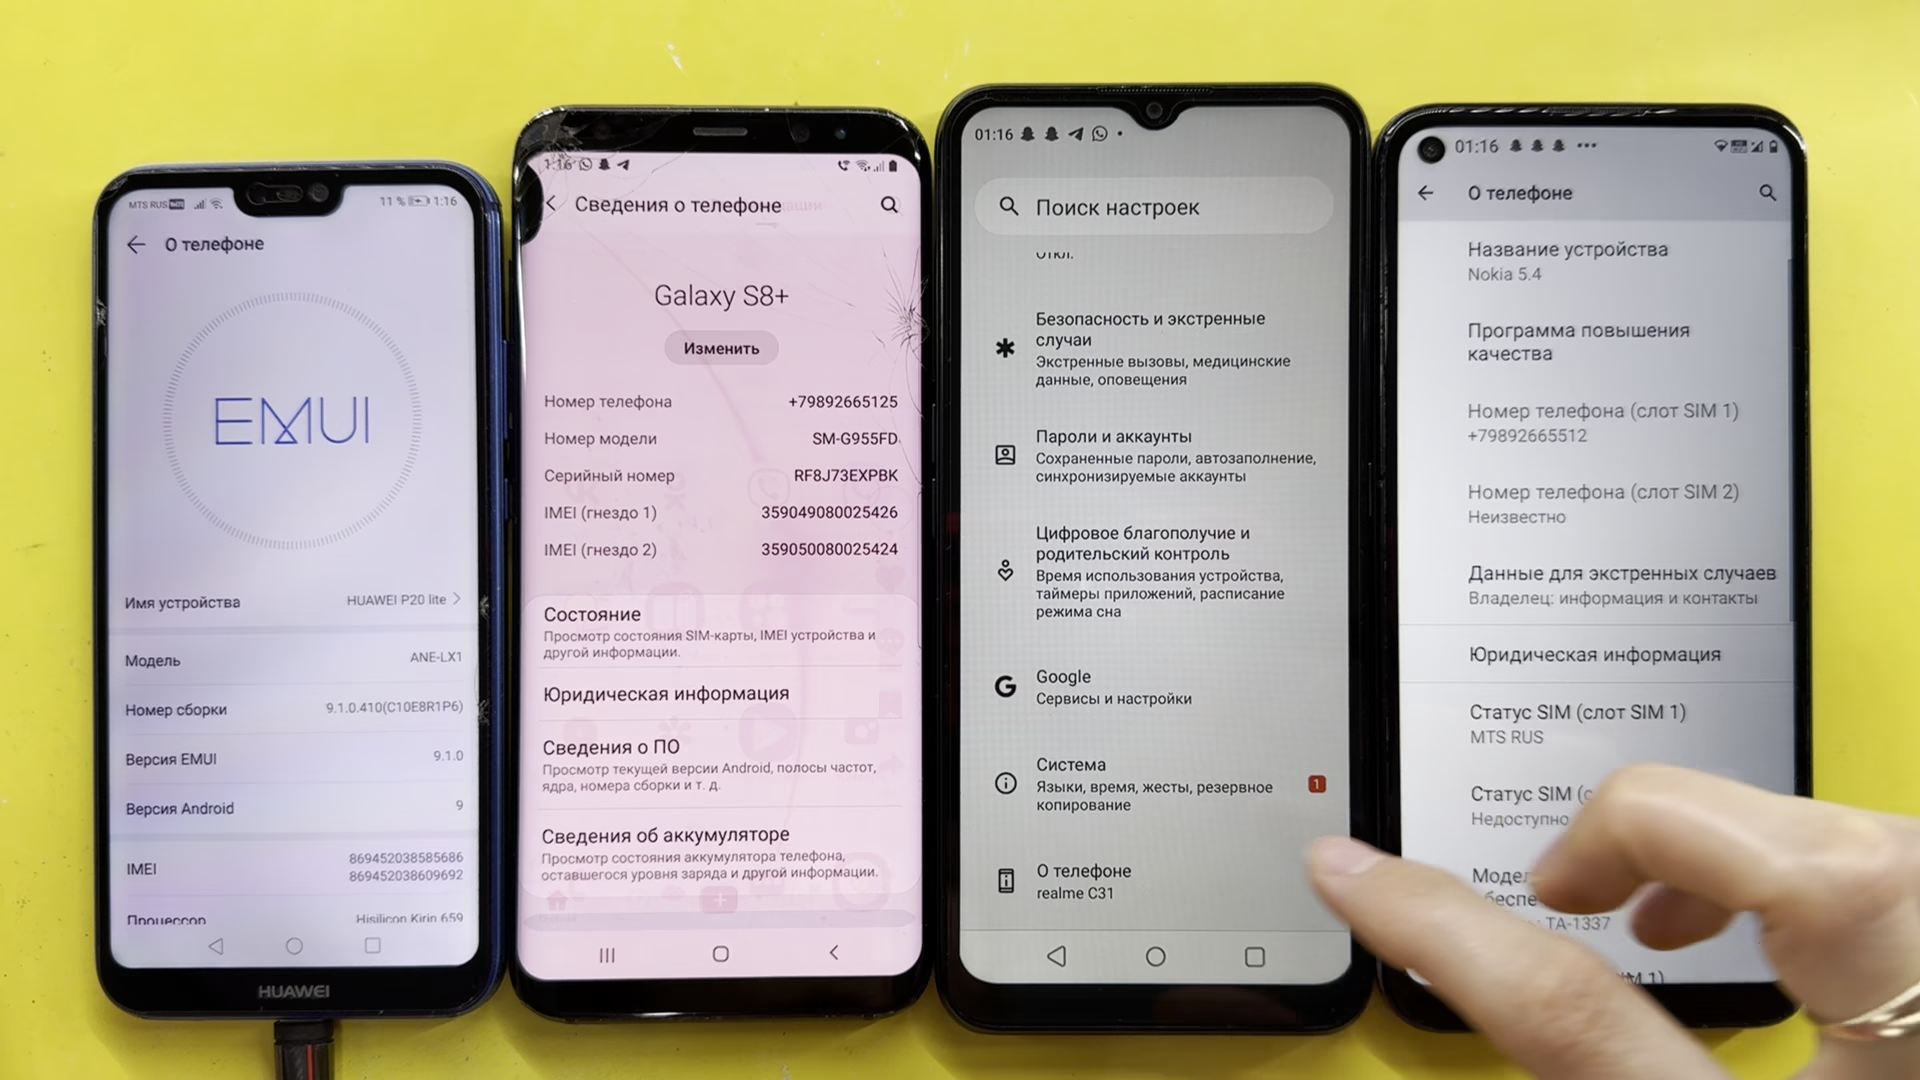 MTS RUS
11 % 1:16
О телефоне
EMUI
Имя устройства HUAWEI P20 lite
Модель ANE-LX1
Номер сборки 9.1.0.410(C10E8R1P6)
Версия EMUI 9.1.0
Версия Android 9
IMEI 869452038585686
869452038609692
Процессор Hisilicon Kirin 659
HUAWEI
1:16
Сведения о телефоне
Galaxy S8+
Изменить
Номер телефона +79892665125
Номер модели SM-G955FD
Серийный номер RF8J73EXPBK
IMEI (гнездо 1) 359049080025426
IMEI (гнездо 2) 359050080025424
Состояние
Просмотр состояния SIM-карты, IMEI устройства и
другой информации.
Юридическая информация
Сведения о ПО
Просмотр текущей версии Android, полосы частот,
ядра, номера сборки и т. д.
Сведения об аккумуляторе
Просмотр состояния аккумулятора телефона,
оставшегося уровня заряда и другой информации.
01:16
Поиск настроек
Откл.
Безопасность и экстренные
случаи
Экстренные вызовы, медицинские
данные, оповещения
Пароли и аккаунты
Сохраненные пароли, автозаполнение,
синхронизируемые аккаунты
Цифровое благополучие и
родительский контроль
Время использования устройства,
таймеры приложений, расписание
режима сна
Google
Сервисы и настройки
Система
Языки, время, жесты, резервное
копирование
1
О телефоне
realme C31
01:16
О телефоне
Название устройства
Nokia 5.4
Программа повышения
качества
Номер телефона (слот SIM 1)
+79892665512
Номер телефона (слот SIM 2)
Неизвестно
Данные для экстренных случаев
Владелец: информация и контакты
Юридическая информация
Статус SIM (слот SIM 1)
MTS RUS
Статус SIM (с
Недоступно
Модел
беспе
TA-1337